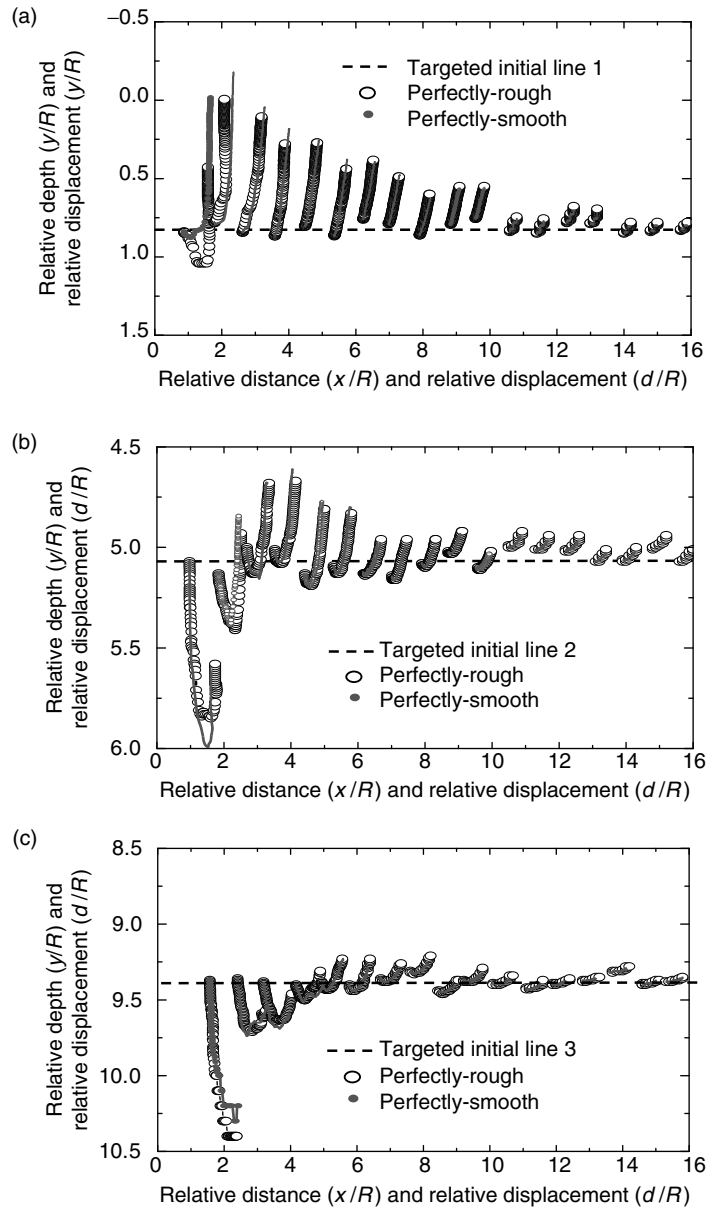 (a)
−0.5
0.0
0.5
1.0
1.5
Relative depth (y/R) and
relative displacement (y/R)
Targeted initial line 1
Perfectly-rough
Perfectly-smooth
0 2 4 6 8 10 12 14 16
Relative distance (x/R) and relative displacement (d/R)
(b)
4.5
5.0
5.5
6.0
Relative depth (y/R) and
relative displacement (d/R)
Targeted initial line 2
Perfectly-rough
Perfectly-smooth
0 2 4 6 8 10 12 14 16
Relative distance (x/R) and relative displacement (d/R)
(c)
8.5
9.0
9.5
10.0
10.5
Relative depth (y/R) and
relative displacement (d/R)
Targeted initial line 3
Perfectly-rough
Perfectly-smooth
0 2 4 6 8 10 12 14 16
Relative distance (x/R) and relative displacement (d/R)